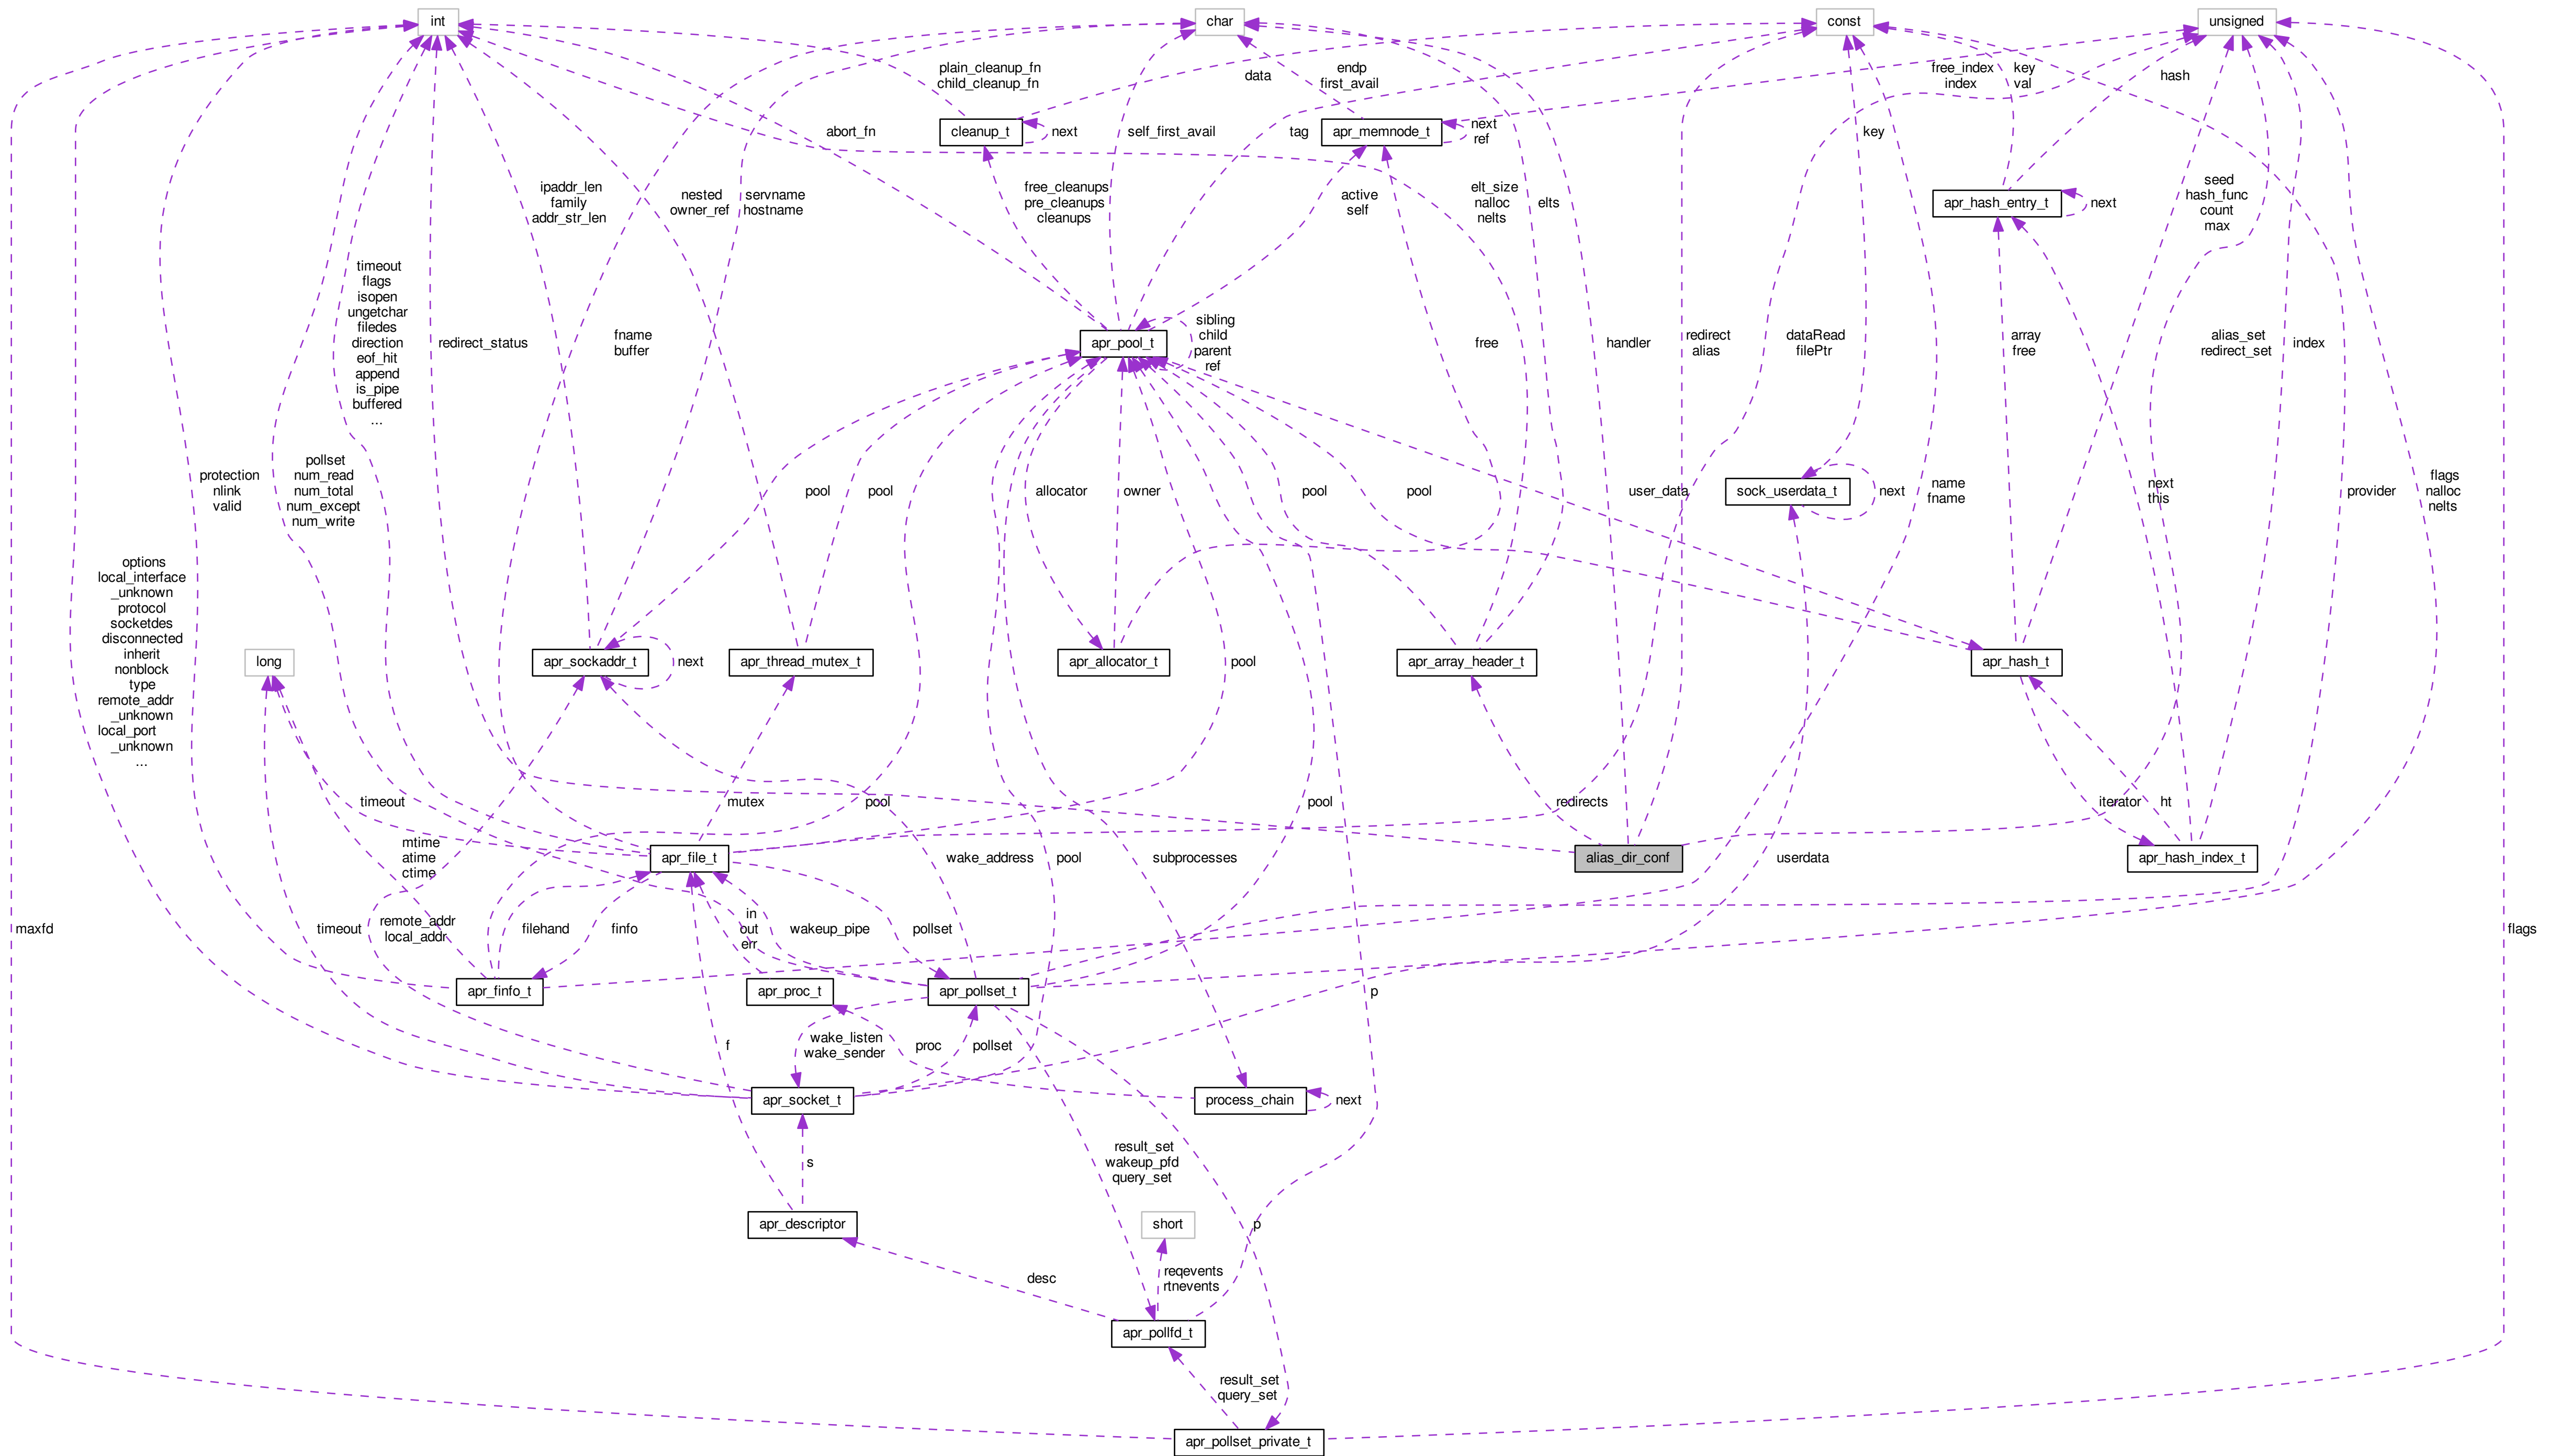 int
char
const
unsigned
plain_cleanup_fn
child_cleanup_fn
data
endp
first_avail
free_index
index
key
val
hash
abort_fn
cleanup_t
next
self_first_avail
tag
apr_memnode_t
next
ref
key
ipaddr_len
family
addr_str_len
nested
owner_ref
servname
hostname
free_cleanups
pre_cleanups
cleanups
active
self
elt_size
nalloc
nelts
elts
apr_hash_entry_t
next
seed
hash_func
count
max
timeout
flags
isopen
ungetchar
filedes
direction
eof_hit
append
is_pipe
buffered
...
redirect_status
fname
buffer
apr_pool_t
sibling
child
parent
ref
free
handler
redirect
alias
dataRead
filePtr
array
free
alias_set
redirect_set
index
protection
nlink
valid
pollset
num_read
num_total
num_except
num_write
pool
pool
allocator
owner
pool
pool
user_data
sock_userdata_t
next
name
fname
next
this
provider
flags
nalloc
nelts
options
local_interface
_unknown
protocol
socketdes
disconnected
inherit
nonblock
type
remote_addr
_unknown
local_port
_unknown
...
long
apr_sockaddr_t
next
apr_thread_mutex_t
apr_allocator_t
pool
apr_array_header_t
apr_hash_t
timeout
mutex
pool
pool
redirects
iterator
ht
mtime
atime
ctime
apr_file_t
wake_address
pool
subprocesses
alias_dir_conf
userdata
apr_hash_index_t
maxfd
timeout
remote_addr
local_addr
filehand
finfo
in
out
err
wakeup_pipe
pollset
flags
apr_finfo_t
apr_proc_t
apr_pollset_t
p
f
wake_listen
wake_sender
proc
pollset
apr_socket_t
process_chain
next
s
result_set
wakeup_pfd
query_set
apr_descriptor
short
p
desc
reqevents
rtnevents
apr_pollfd_t
result_set
query_set
apr_pollset_private_t